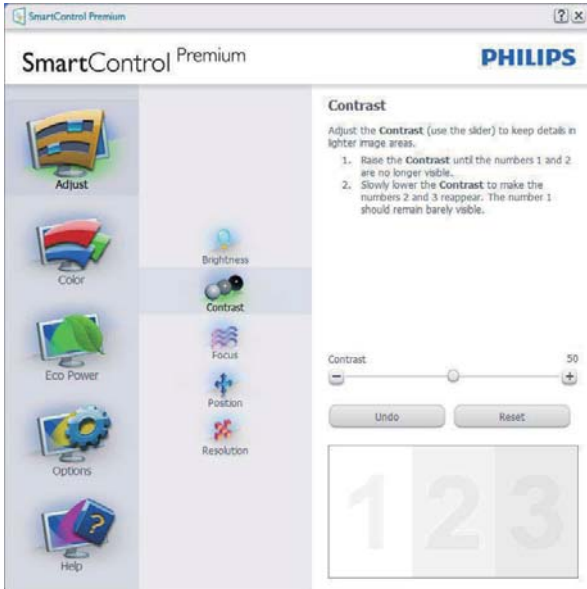 SmartControl Premium
? x
SmartControl Premium
PHILIPS
Adjust
Color
Eco Power
Options
Help
Brightness
Contrast
Focus
Position
Resolution
Contrast
Adjust the Contrast (use the slider) to keep details in
lighter image areas.
1. Raise the Contrast until the numbers 1 and 2
are no longer visible.
2. Slowly lower the Contrast to make the
numbers 2 and 3 reappear. The number 1
should remain barely visible.
Contrast 50
− +
Undo Reset
1 2 3